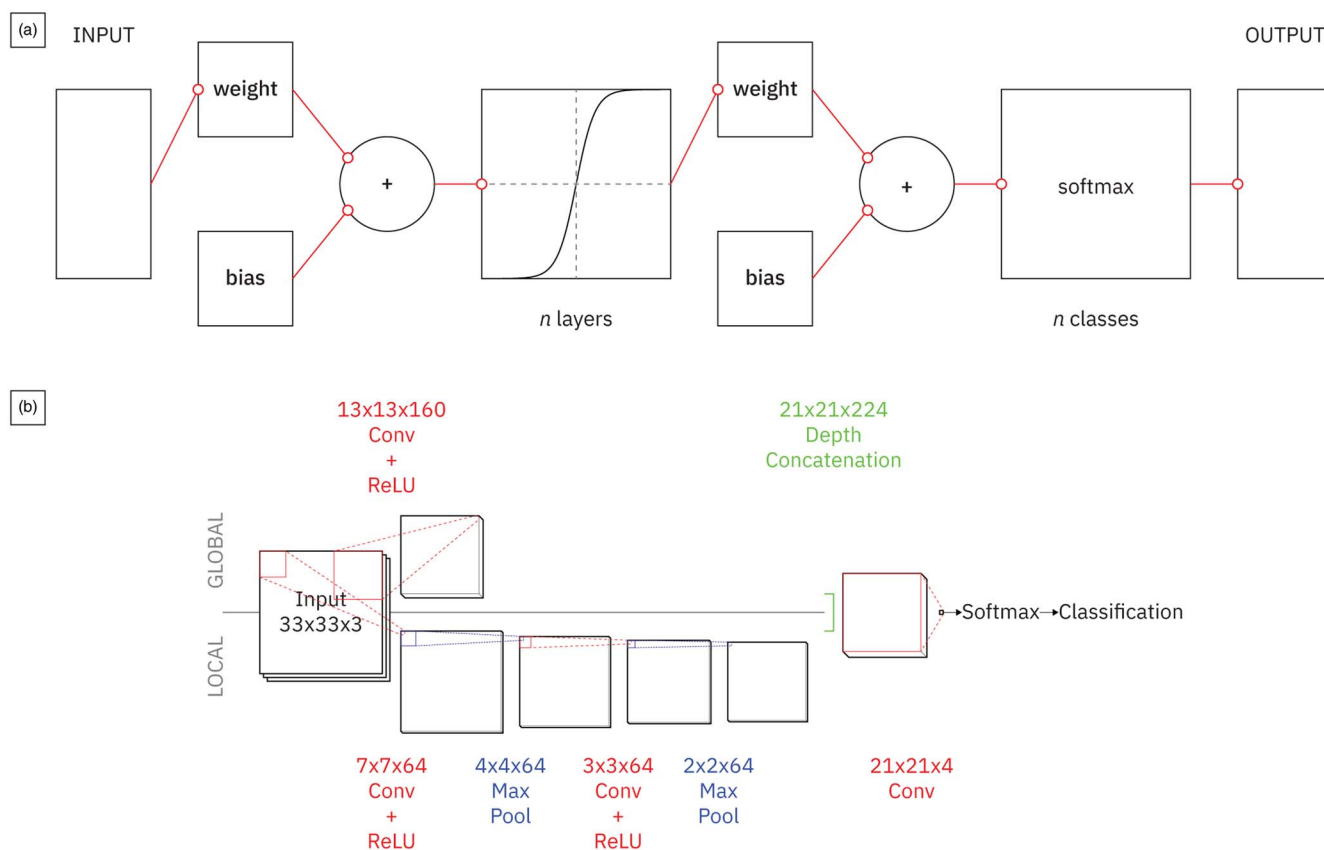 (a)
INPUT
OUTPUT
weight
bias
+
n layers
weight
bias
+
softmax
n classes
(b)
13x13x160
Conv
+
ReLU
21x21x224
Depth
Concatenation
GLOBAL
LOCAL
Input
33x33x3
Softmax
Classification
7x7x64
Conv
+
ReLU
4x4x64
Max
Pool
3x3x64
Conv
+
ReLU
2x2x64
Max
Pool
21x21x4
Conv